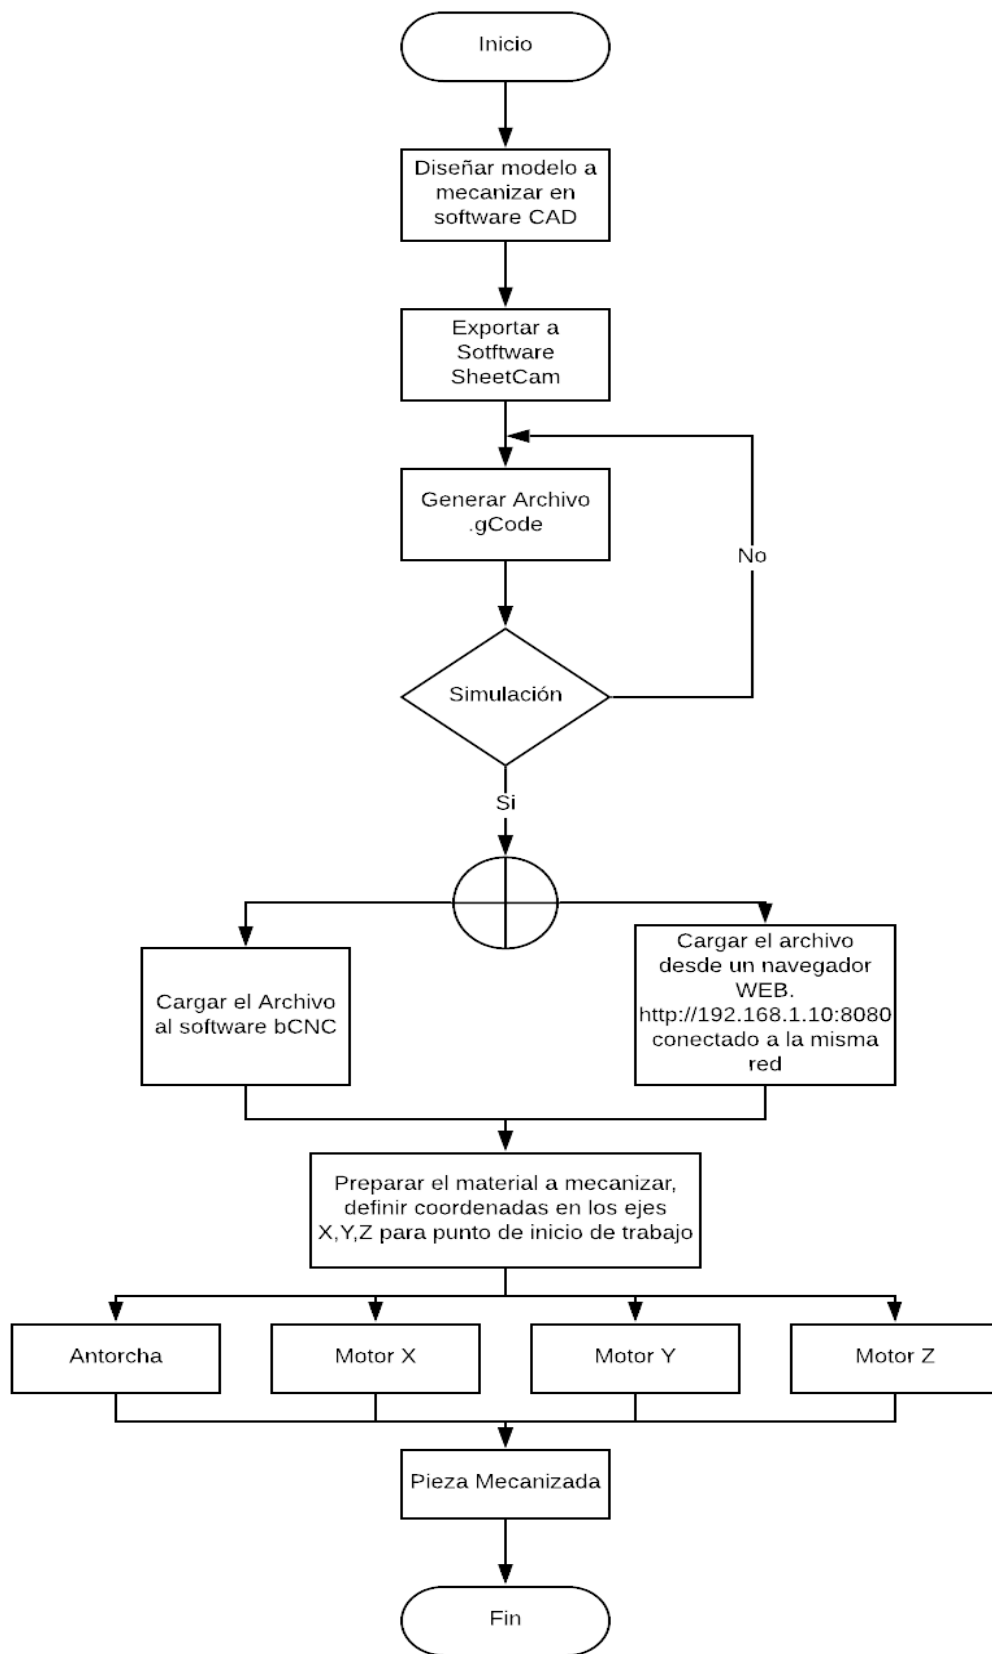 Inicio
Diseñar modelo a
mecanizar en
software CAD
Exportar a
Sotftware
SheetCam
Generar Archivo
.gCode
No
Simulación
Si
Cargar el Archivo
al software bCNC
Cargar el archivo
desde un navegador
WEB.
http://192.168.1.10:8080
conectado a la misma
red
Preparar el material a mecanizar,
definir coordenadas en los ejes
X,Y,Z para punto de inicio de trabajo
Antorcha
Motor X
Motor Y
Motor Z
Pieza Mecanizada
Fin